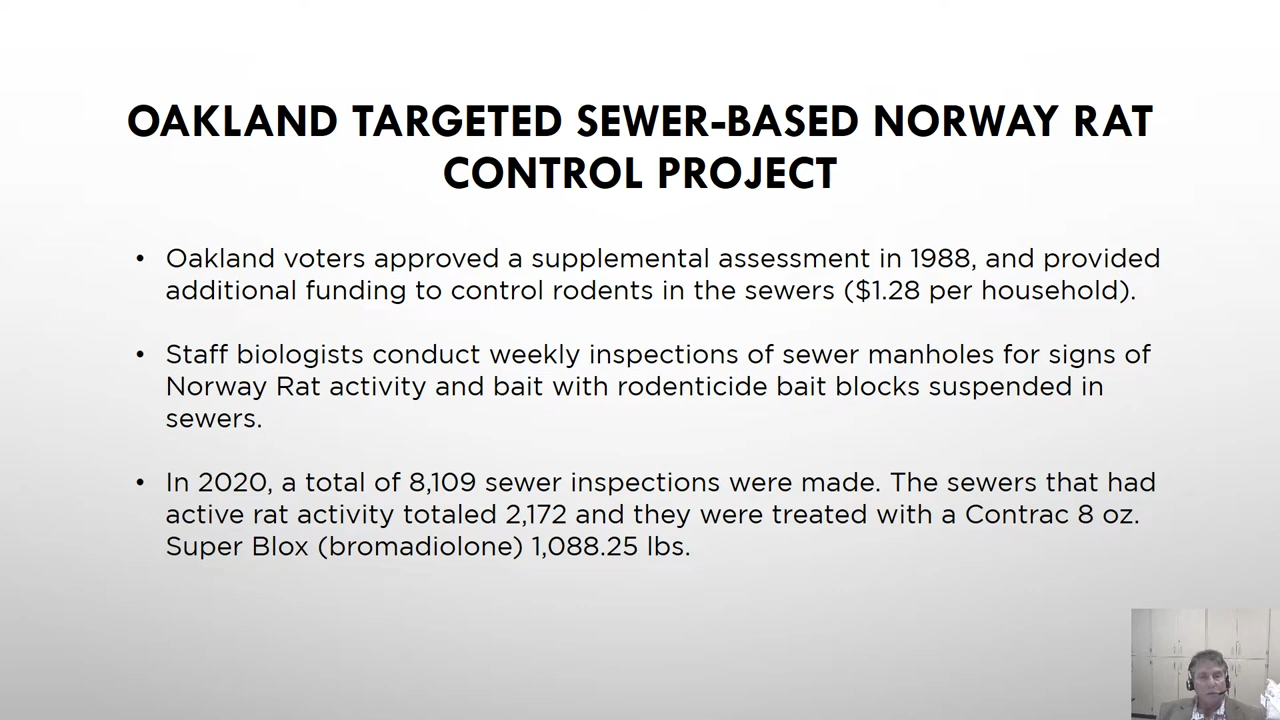 OAKLAND TARGETED SEWER-BASED NORWAY RAT
CONTROL PROJECT
• Oakland voters approved a supplemental assessment in 1988, and provided
additional funding to control rodents in the sewers ($1.28 per household).
• Staff biologists conduct weekly inspections of sewer manholes for signs of
Norway Rat activity and bait with rodenticide bait blocks suspended in
sewers.
• In 2020, a total of 8,109 sewer inspections were made. The sewers that had
active rat activity totaled 2,172 and they were treated with a Contrac 8 oz.
Super Blox (bromadiolone) 1,088.25 lbs.